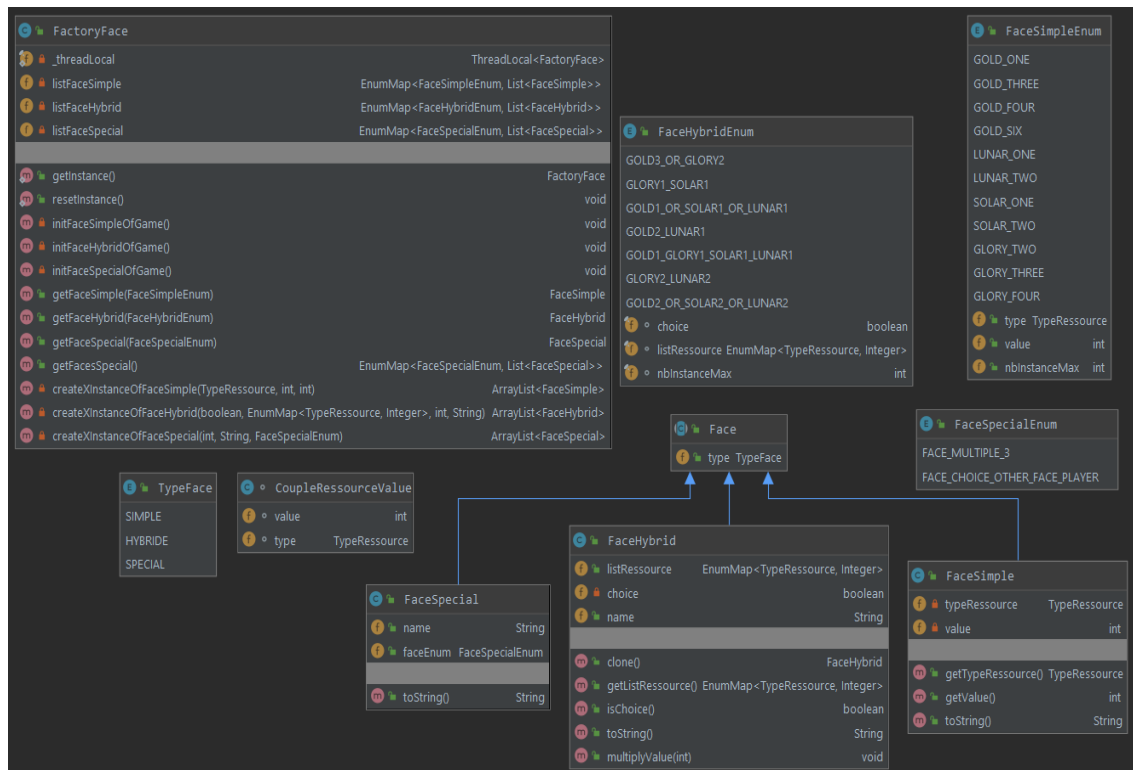 FactoryFace
_threadLocal ThreadLocal<FactoryFace>
listFaceSimple EnumMap<FaceSimpleEnum, List<FaceSimple>>
listFaceHybrid EnumMap<FaceHybridEnum, List<FaceHybrid>>
listFaceSpecial EnumMap<FaceSpecialEnum, List<FaceSpecial>>
getInstance() FactoryFace
resetInstance() void
initFaceSimpleOfGame() void
initFaceHybridOfGame() void
initFaceSpecialOfGame() void
getFaceSimple(FaceSimpleEnum) FaceSimple
getFaceHybrid(FaceHybridEnum) FaceHybrid
getFaceSpecial(FaceSpecialEnum) FaceSpecial
getFacesSpecial() EnumMap<FaceSpecialEnum, List<FaceSpecial>>
createXInstanceOfFaceSimple(TypeRessource, int, int) ArrayList<FaceSimple>
createXInstanceOfFaceHybrid(boolean, EnumMap<TypeRessource, Integer>, int, String) ArrayList<FaceHybrid>
createXInstanceOfFaceSpecial(int, String, FaceSpecialEnum) ArrayList<FaceSpecial>
FaceHybridEnum
GOLD3_OR_GLORY2
GLORY1_SOLAR1
GOLD1_OR_SOLAR1_OR_LUNAR1
GOLD2_LUNAR1
GOLD1_GLORY1_SOLAR1_LUNAR1
GLORY2_LUNAR2
GOLD2_OR_SOLAR2_OR_LUNAR2
choice boolean
listRessource EnumMap<TypeRessource, Integer>
nbInstanceMax int
FaceSimpleEnum
GOLD_ONE
GOLD_THREE
GOLD_FOUR
GOLD_SIX
LUNAR_ONE
LUNAR_TWO
SOLAR_ONE
SOLAR_TWO
GLORY_TWO
GLORY_THREE
GLORY_FOUR
type TypeRessource
value int
nbInstanceMax int
Face
type TypeFace
FaceSpecialEnum
FACE_MULTIPLE_3
FACE_CHOICE_OTHER_FACE_PLAYER
TypeFace
SIMPLE
HYBRIDE
SPECIAL
CoupleRessourceValue
value int
type TypeRessource
FaceSpecial
name String
faceEnum FaceSpecialEnum
toString() String
FaceHybrid
listRessource EnumMap<TypeRessource, Integer>
choice boolean
name String
clone() FaceHybrid
getListRessource() EnumMap<TypeRessource, Integer>
isChoice() boolean
toString() String
multiplyValue(int) void
FaceSimple
typeRessource TypeRessource
value int
getTypeRessource() TypeRessource
getValue() int
toString() String